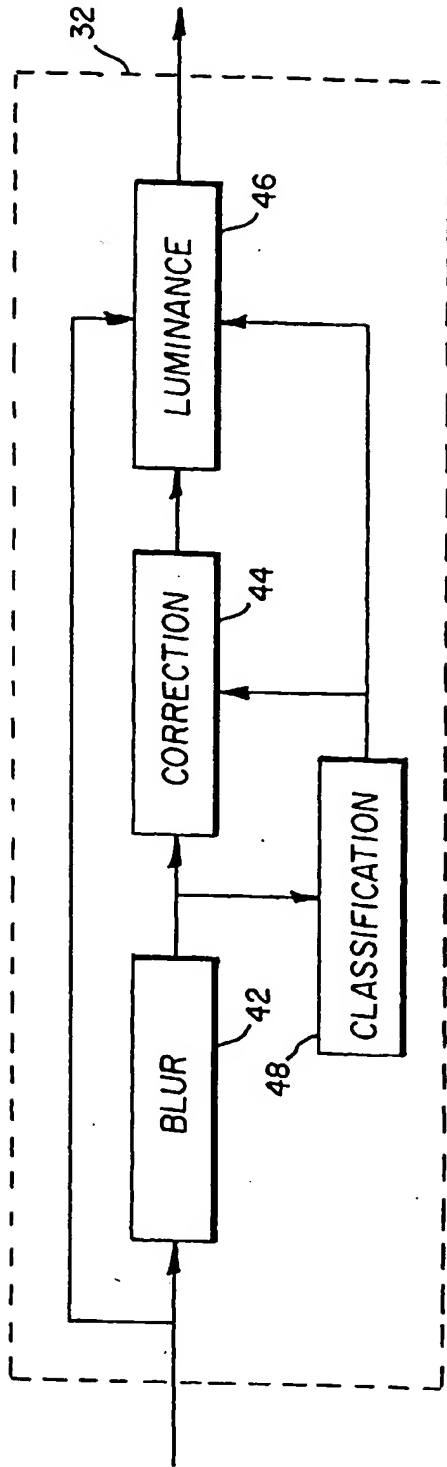 32
BLUR
42
CORRECTION
44
LUMINANCE
46
CLASSIFICATION
48